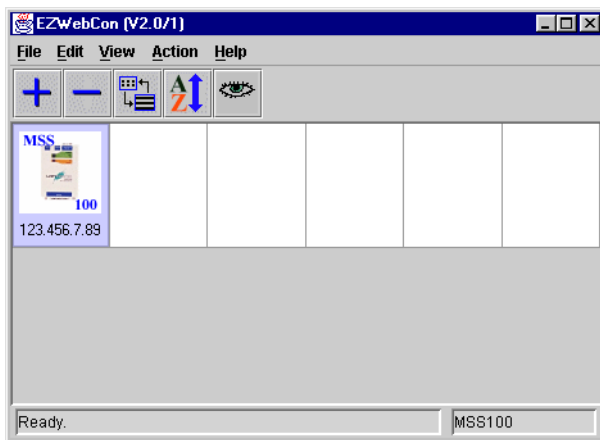 EZWebCon (V2.0/1)
File Edit View Action Help
A
Z
MSS
100
123.456.7.89
Ready.
MSS100